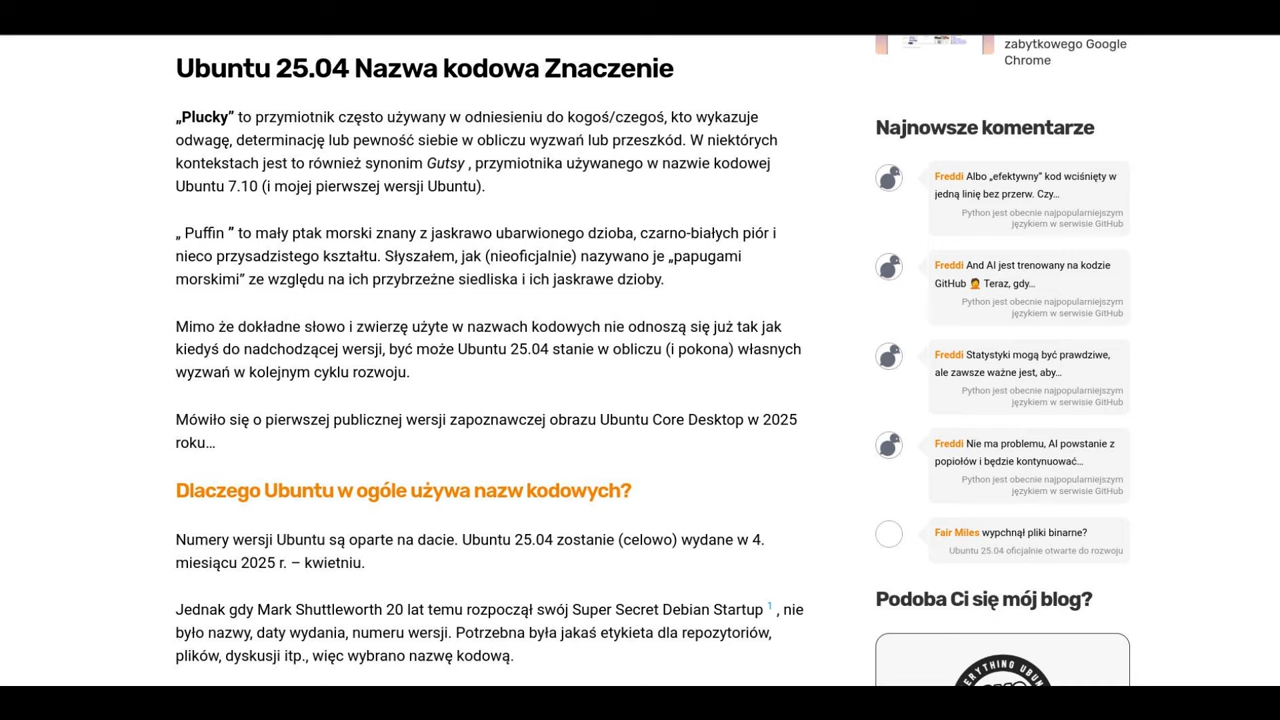 Ubuntu 25.04 Nazwa kodowa Znaczenie
„Plucky” to przymiotnik często używany w odniesieniu do kogoś/czegoś, kto wykazuje
odwagę, determinację lub pewność siebie w obliczu wyzwań lub przeszkód. W niektórych
kontekstach jest to również synonim Gutsy , przymiotnika używanego w nazwie kodowej
Ubuntu 7.10 (i mojej pierwszej wersji Ubuntu).
„ Puffin ” to mały ptak morski znany z jaskrawo ubarwionego dzioba, czarno-białych piór i
nieco przysadzistego kształtu. Słyszałem, jak (nieoficjalnie) nazywano je „papugami
morskimi” ze względu na ich przybrzeżne siedliska i ich jaskrawe dzioby.
Mimo że dokładne słowo i zwierzę użyte w nazwach kodowych nie odnoszą się już tak jak
kiedyś do nadchodzącej wersji, być może Ubuntu 25.04 stanie w obliczu (i pokona) własnych
wyzwań w kolejnym cyklu rozwoju.
Mówiło się o pierwszej publicznej wersji zapoznawczej obrazu Ubuntu Core Desktop w 2025
roku…
Dlaczego Ubuntu w ogóle używa nazw kodowych?
Numery wersji Ubuntu są oparte na dacie. Ubuntu 25.04 zostanie (celowo) wydane w 4.
miesiącu 2025 r. – kwietniu.
Jednak gdy Mark Shuttleworth 20 lat temu rozpoczął swój Super Secret Debian Startup 1 , nie
było nazwy, daty wydania, numeru wersji. Potrzebna była jakaś etykieta dla repozytoriów,
plików, dyskusji itp., więc wybrano nazwę kodową.
zabytkowego Google
Chrome
Najnowsze komentarze
Freddi Albo „efektywny” kod wciśnięty w
jedną linię bez przerw. Czy…
Python jest obecnie najpopularniejszym
językiem w serwisie GitHub
Freddi And AI jest trenowany na kodzie
GitHub 🤦 Teraz, gdy…
Python jest obecnie najpopularniejszym
językiem w serwisie GitHub
Freddi Statystyki mogą być prawdziwe,
ale zawsze ważne jest, aby…
Python jest obecnie najpopularniejszym
językiem w serwisie GitHub
Freddi Nie ma problemu, AI powstanie z
popiołów i będzie kontynuować…
Python jest obecnie najpopularniejszym
językiem w serwisie GitHub
Fair Miles wypchnął pliki binarne?
Ubuntu 25.04 oficjalnie otwarte do rozwoju
Podoba Ci się mój blog?